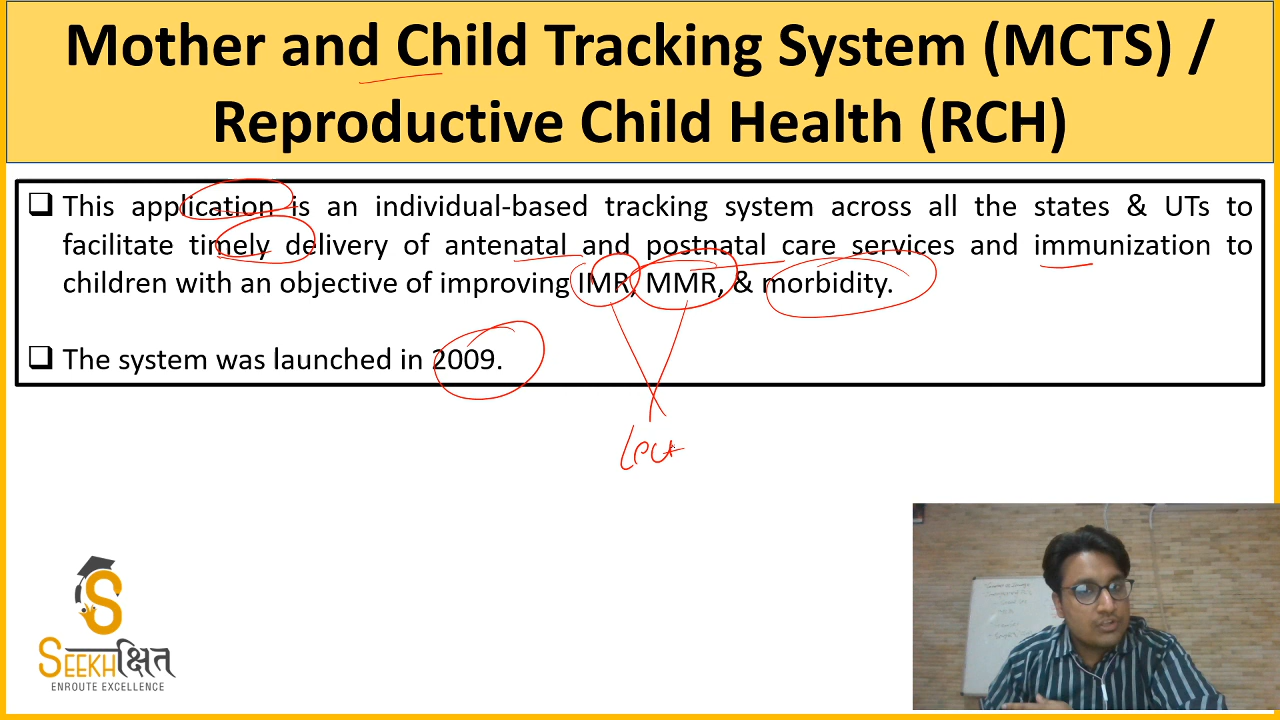 Mother and Child Tracking System (MCTS) /
Reproductive Child Health (RCH)
This application is an individual-based tracking system across all the states & UTs to
facilitate timely delivery of antenatal and postnatal care services and immunization to
children with an objective of improving IMR, MMR, & morbidity.
The system was launched in 2009.
SEEKHक्षित
ENROUTE EXCELLENCE